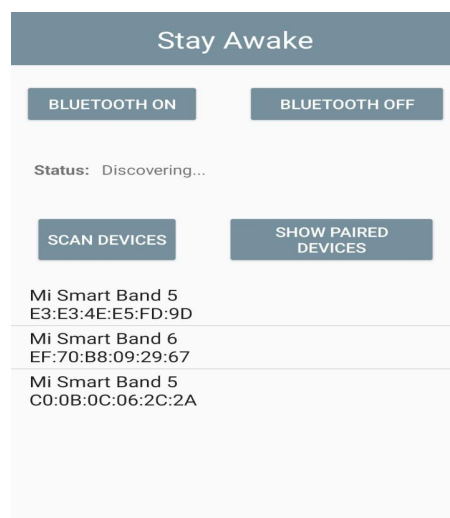 Stay Awake
BLUETOOTH ON
BLUETOOTH OFF
Status: Discovering...
SCAN DEVICES
SHOW PAIRED
DEVICES
Mi Smart Band 5
E3:E3:4E:E5:FD:9D
Mi Smart Band 6
EF:70:B8:09:29:67
Mi Smart Band 5
C0:0B:0C:06:2C:2A